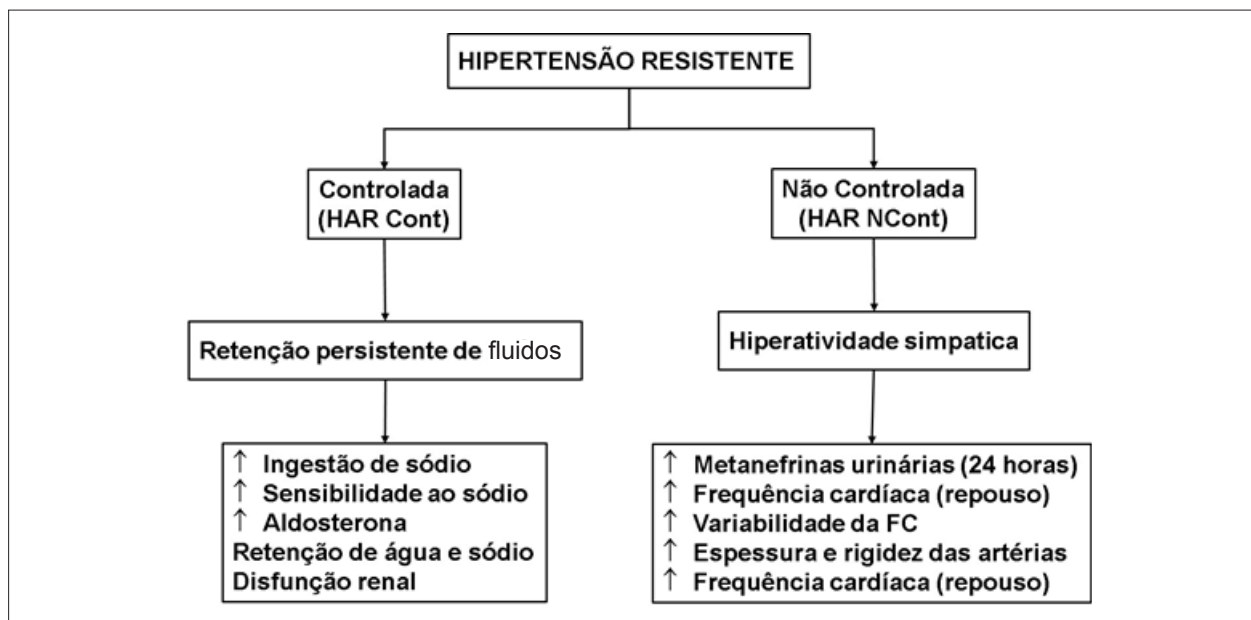 HIPERTENSÃO RESISTENTE
Controlada
(HAR Cont)
Não Controlada
(HAR NCont)
Retenção persistente de fluidos
Hiperatividade simpatica
↑ Ingestão de sódio
↑ Sensibilidade ao sódio
↑ Aldosterona
Retenção de água e sódio
Disfunção renal
↑ Metanefrinas urinárias (24 horas)
↑ Frequência cardíaca (repouso)
↑ Variabilidade da FC
↑ Espessura e rigidez das artérias
↑ Frequência cardíaca (repouso)